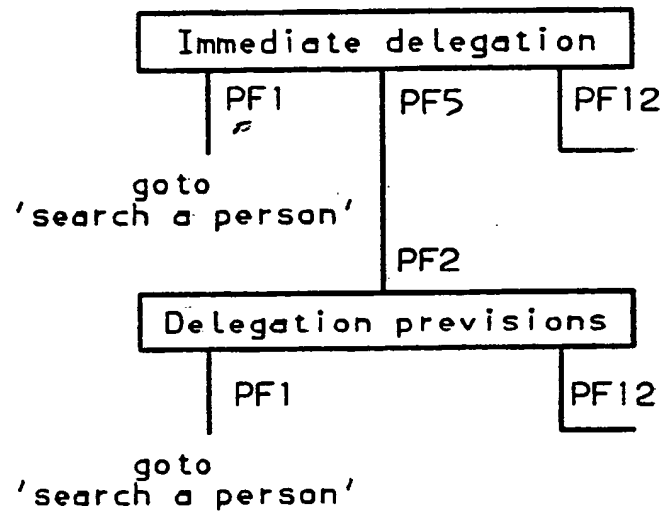 Immediate delegation
PF1 PF5 PF12
goto
'search a person'
PF2
Delegation previsions
PF1 PF12
goto
'search a person'